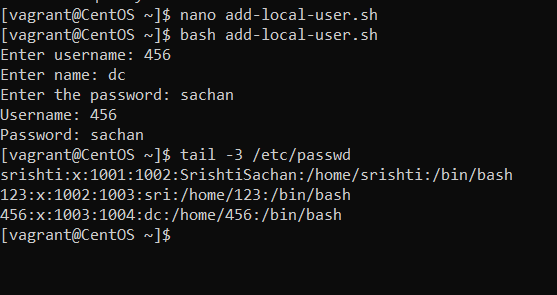 [vagrant@CentOS ~]$ nano add-local-user.sh
[vagrant@CentOS ~]$ bash add-local-user.sh
Enter username: 456
Enter name: dc
Enter the password: sachan
Username: 456
Password: sachan
[vagrant@CentOS ~]$ tail -3 /etc/passwd
srishti:x:1001:1002:SrishtiSachan:/home/srishti:/bin/bash
123:x:1002:1003:sri:/home/123:/bin/bash
456:x:1003:1004:dc:/home/456:/bin/bash
[vagrant@CentOS ~]$